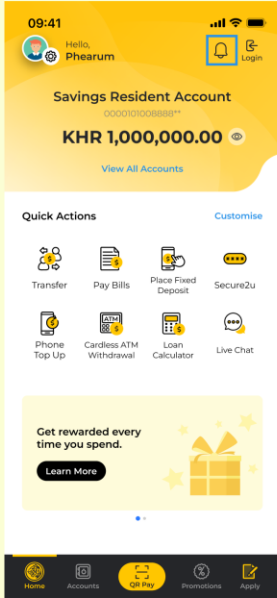 09:41
Hello,
Phearum
Login
Savings Resident Account
0000101008888**
KHR 1,000,000.00
View All Accounts
Quick Actions
Customise
Transfer
Pay Bills
Place Fixed
Deposit
Secure2u
Phone
Top Up
ATM
Cardless ATM
Withdrawal
Loan
Calculator
Live Chat
Get rewarded every
time you spend.
Learn More
Home
Accounts
QR Pay
Promotions
Apply